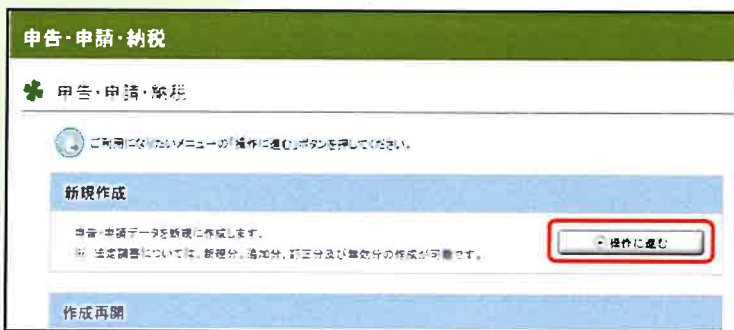 申告・申請・納税
申告・申請・納税
ご利用になりたいメニューの「操作に進む」ボタンを押してください。
新規作成
申告・申請データを新規に作成します。
※ 法定調書については、新規分、追加分、訂正分及び無効分の作成が可能です。
操作に進む
作成再開